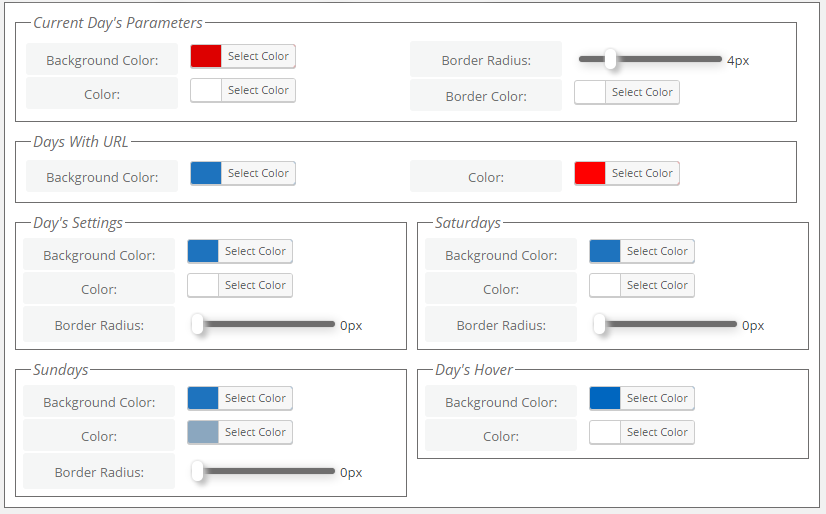 Current Day's Parameters
Background Color: Select Color Border Radius: 4px
Color: Select Color Border Color: Select Color
Days With URL
Background Color: Select Color Color: Select Color
Day's Settings
Background Color: Select Color
Color: Select Color
Border Radius: 0px
Saturdays
Background Color: Select Color
Color: Select Color
Border Radius: 0px
Sundays
Background Color: Select Color
Color: Select Color
Border Radius: 0px
Day's Hover
Background Color: Select Color
Color: Select Color